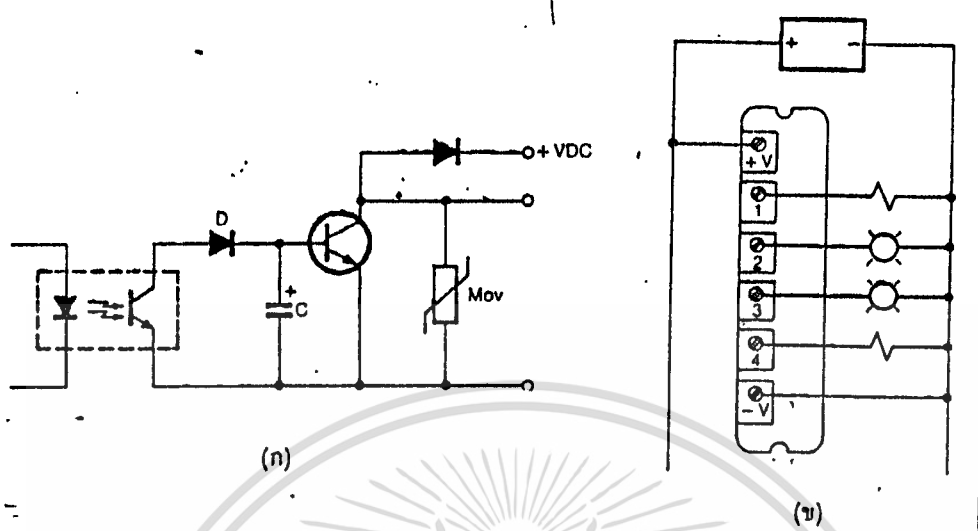 + VDC
D
+
C
Mov
(ก)
+ -
+ V
1
2
3
4
- V
(ข)